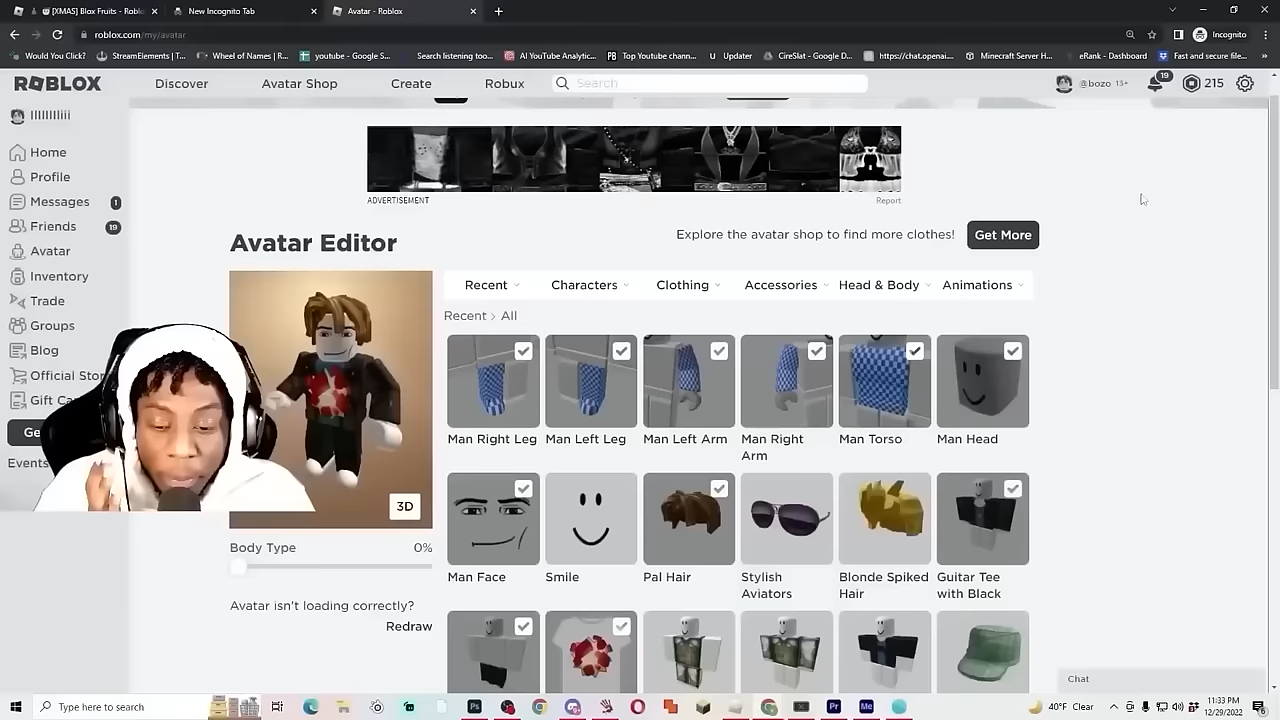 [XMAS] Blox Fruits - Robl
New Incognito Tab
Avatar - Roblox
roblox.com/my/avatar
Incognito
Would You Click?
StreamElements | T...
Wheel of Names | R...
youtube - Google S...
Search listening too...
AI YouTube Analytic...
Top Youtube chann...
Updater
CireSlat - Google D...
https://chat.openai...
Minecraft Server H...
eRank - Dashboard
Fast and secure file...
ROBLOX
Discover
Avatar Shop
Create
Robux
Search
@bozo 13+
19
215
Home
Profile
Messages
1
Friends
19
Avatar
Inventory
Trade
Groups
Blog
Official Stor
Gift Ca
Ge
Events
ADVERTISEMENT
Report
Avatar Editor
Explore the avatar shop to find more clothes!
Get More
Recent
Characters
Clothing
Accessories
Head & Body
Animations
Recent > All
Man Right Leg
Man Left Leg
Man Left Arm
Man Right
Arm
Man Torso
Man Head
3D
Man Face
Smile
Pal Hair
Stylish
Aviators
Blonde Spiked
Hair
Guitar Tee
with Black
Body Type
0%
Avatar isn't loading correctly?
Redraw
Chat
Type here to search
40°F Clear
11:33 PM
12/29/2022